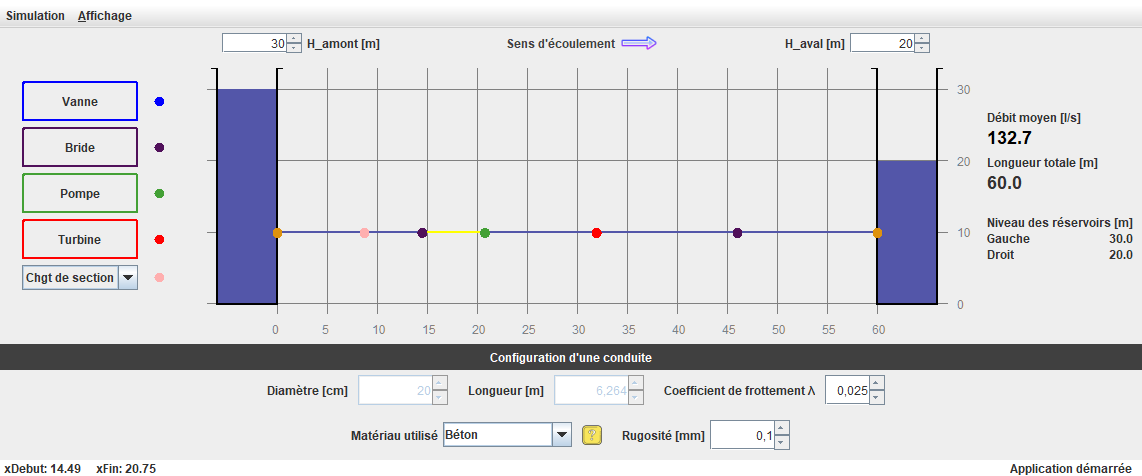 Simulation Affichage
30 H_amont [m] Sens d'écoulement H_aval [m] 20
Vanne
Bride
Pompe
Turbine
Chgt de section
30
20
10
0
0 5 10 15 20 25 30 35 40 45 50 55 60
Débit moyen [l/s]
132.7
Longueur totale [m]
60.0
Niveau des réservoirs [m]
Gauche 30.0
Droit 20.0
Configuration d'une conduite
Diamètre [cm] 20 Longueur [m] 6,264 Coefficient de frottement Λ 0,025
Matériau utilisé Béton ? Rugosité [mm] 0,1
xDebut: 14.49 xFin: 20.75 Application démarrée